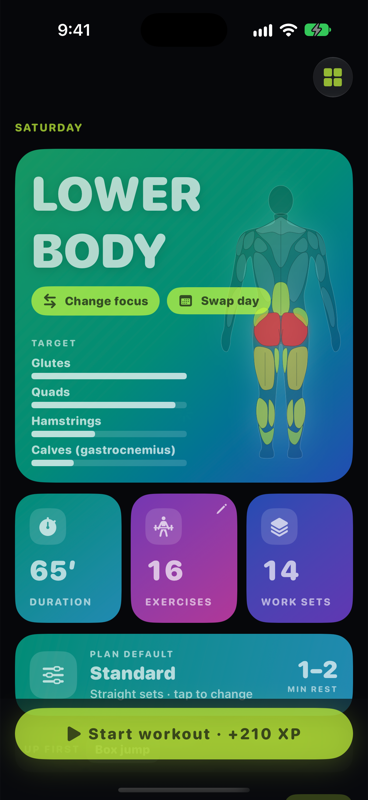 9:41
SATURDAY
LOWER
BODY
Change focus
Swap day
TARGET
Glutes
Quads
Hamstrings
Calves (gastrocnemius)
65′
DURATION
16
EXERCISES
14
WORK SETS
PLAN DEFAULT
Standard
Straight sets · tap to change
1–2
MIN REST
Start workout · +210 XP
UP FIRST
Box jump